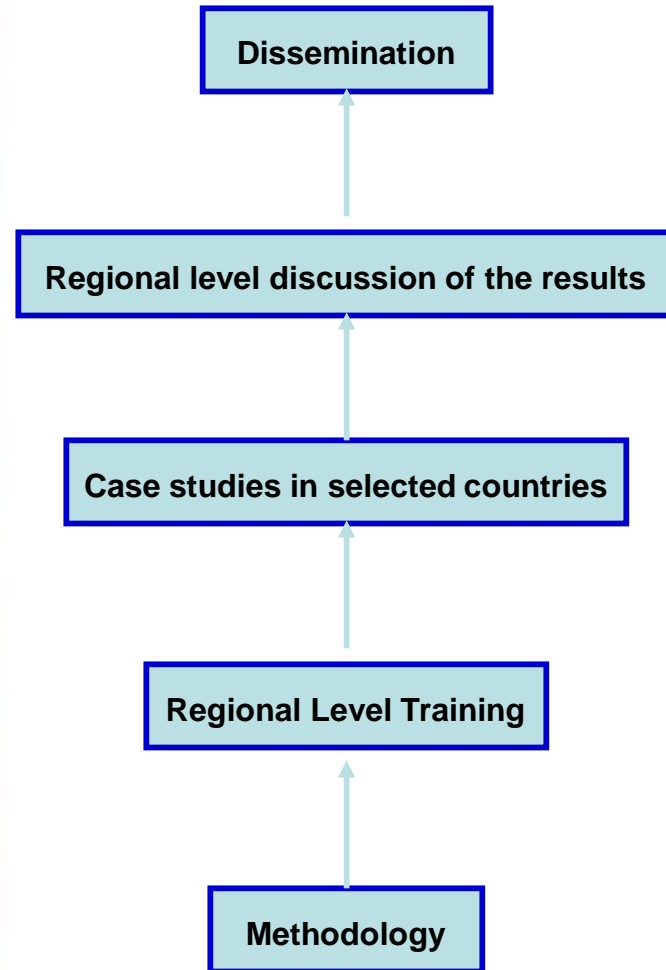 Dissemination
Regional level discussion of the results
Case studies in selected countries
Regional Level Training
Methodology